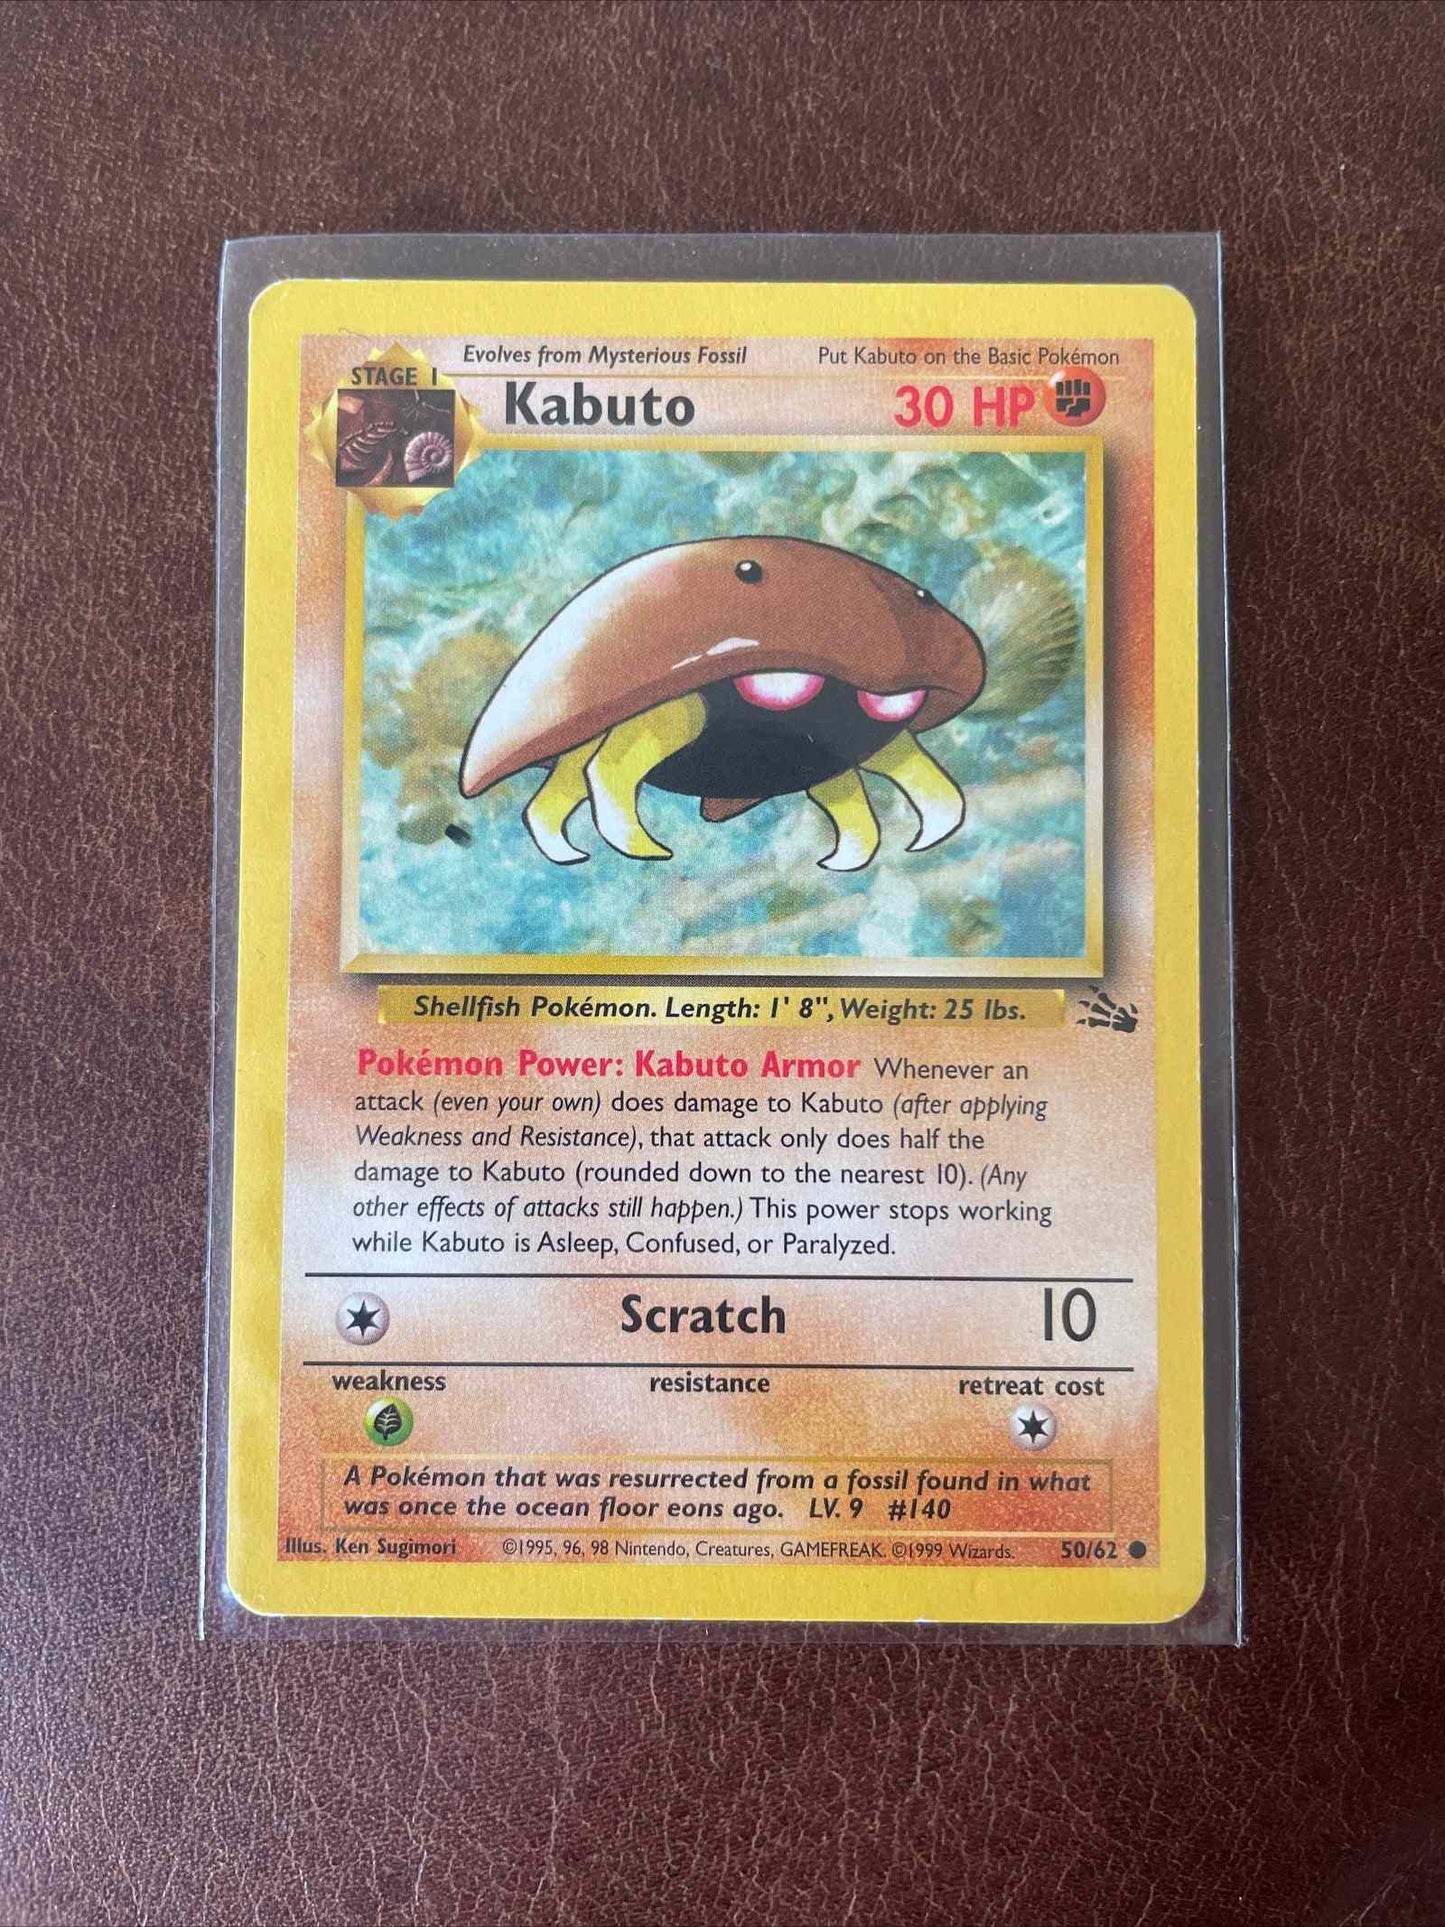 Evolves from Mysterious Fossil
Put Kabuto on the Basic Pokémon
STAGE 1
Kabuto
30 HP
Shellfish Pokémon. Length: 1' 8", Weight: 25 lbs.
Pokémon Power: Kabuto Armor Whenever an
attack (even your own) does damage to Kabuto (after applying
Weakness and Resistance), that attack only does half the
damage to Kabuto (rounded down to the nearest 10). (Any
other effects of attacks still happen.) This power stops working
while Kabuto is Asleep, Confused, or Paralyzed.
Scratch 10
weakness resistance retreat cost
A Pokémon that was resurrected from a fossil found in what
was once the ocean floor eons ago. LV. 9 #140
Illus. Ken Sugimori ©1995, 96, 98 Nintendo, Creatures, GAMEFREAK. ©1999 Wizards. 50/62